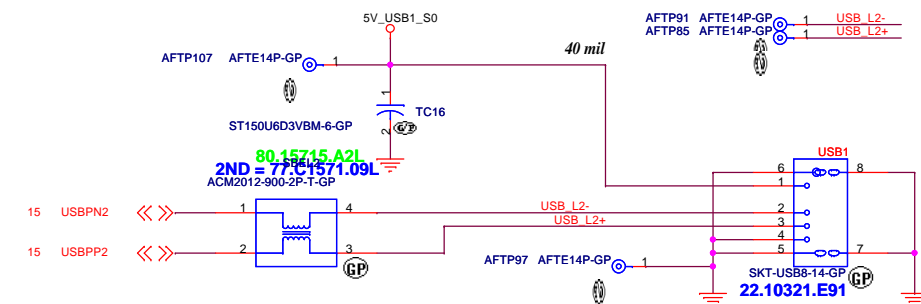 5V_USB1_S0
AFTP91 AFTE14P-GP 1 USB_L2-
AFTP85 AFTE14P-GP 1 USB_L2+
40 mil
AFTP107 AFTE14P-GP 1
1
TC16
2
G/P
ST150U6D3VBM-6-GP
80.15715.A2L
SBEL2
2ND = 77.C1571.09L
ACM2012-900-2P-T-GP
USB1
6 8
1
15 USBPN2 1 4 USB_L2- 2
USB_L2+ 3
4
15 USBPP2 2 3 5 7
GP
AFTP97 AFTE14P-GP 1
SKT-USB8-14-GP
GP
22.10321.E91